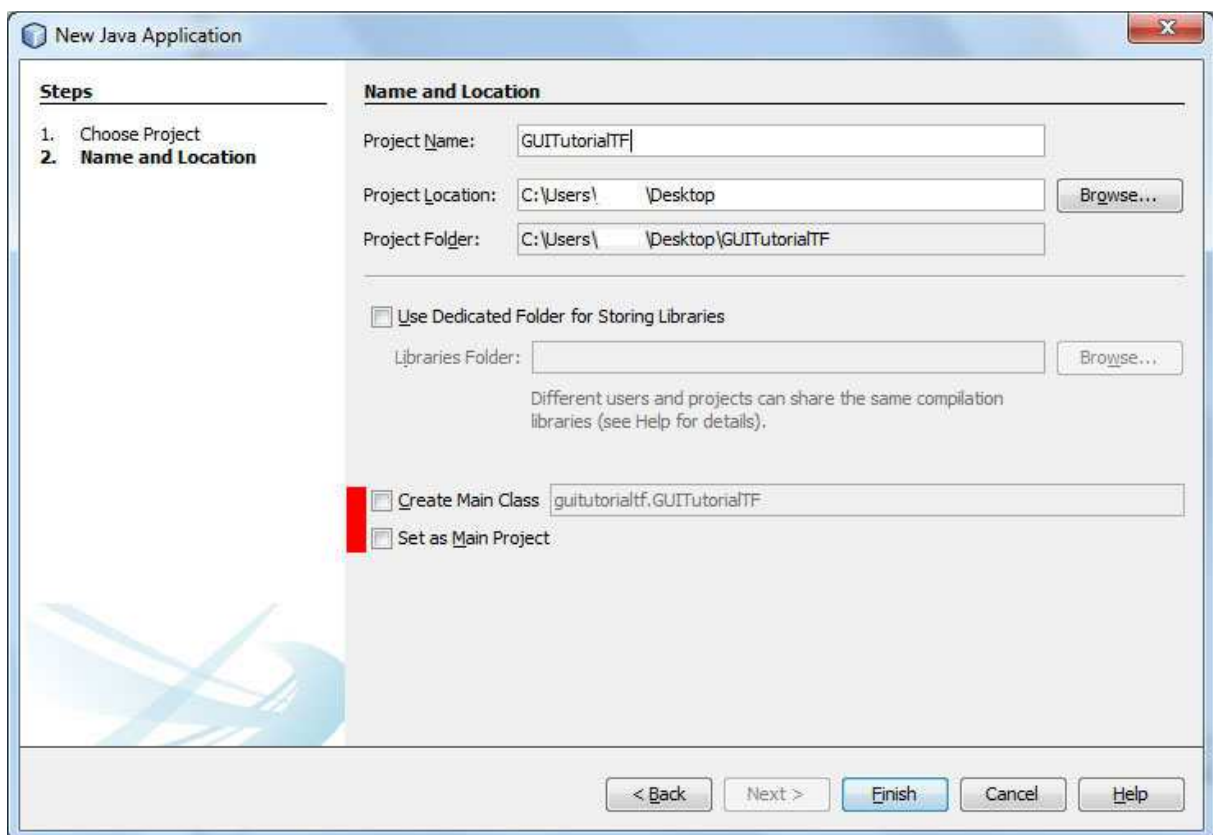 New Java Application
Steps
1. Choose Project
2. Name and Location
Name and Location
Project Name: GUITutorialTF
Project Location: C:\Users\ \Desktop Browse...
Project Folder: C:\Users\ \Desktop\GUITutorialTF
Use Dedicated Folder for Storing Libraries
Libraries Folder: Browse...
Different users and projects can share the same compilation
libraries (see Help for details).
Create Main Class guitutorialtf.GUITutorialTF
Set as Main Project
< Back Next > Finish Cancel Help